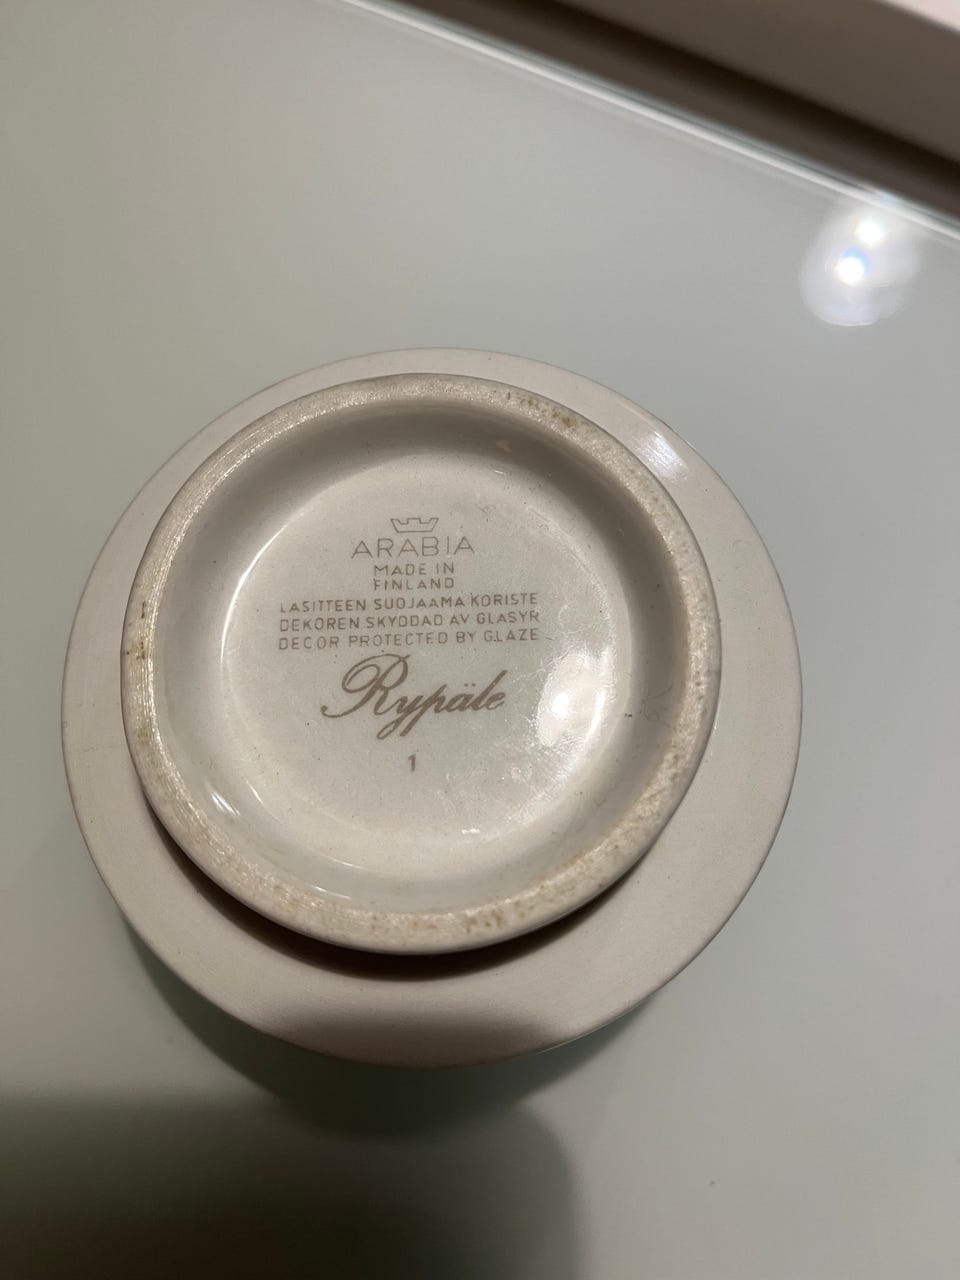 ARABIA
MADE IN
FINLAND
LASITTEEN SUOJAAMA KORISTE
DEKOREN SKYDDAD AV GLASYR
DECOR PROTECTED BY GLAZE
Rypäle
1